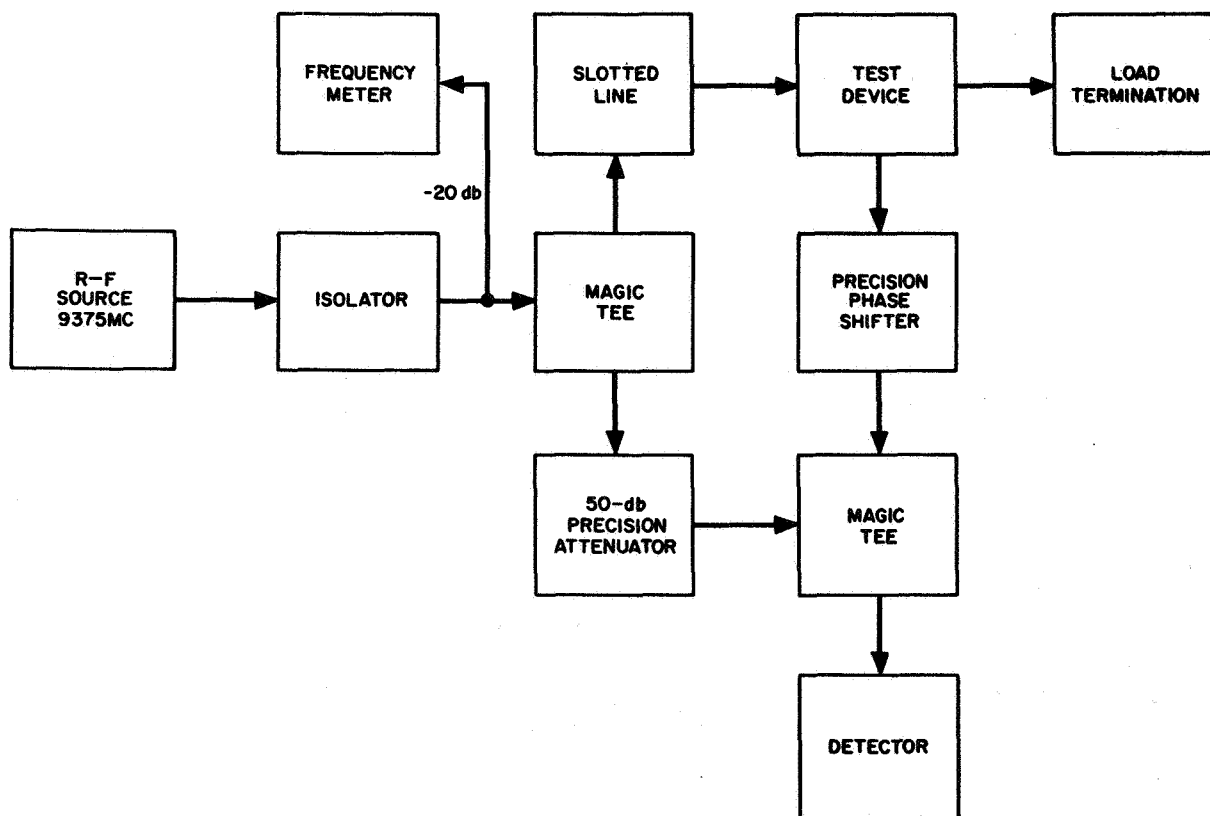 FREQUENCY
METER
SLOTTED
LINE
TEST
DEVICE
LOAD
TERMINATION
-20 db
R-F
SOURCE
9375MC
ISOLATOR
MAGIC
TEE
PRECISION
PHASE
SHIFTER
50-db
PRECISION
ATTENUATOR
MAGIC
TEE
DETECTOR